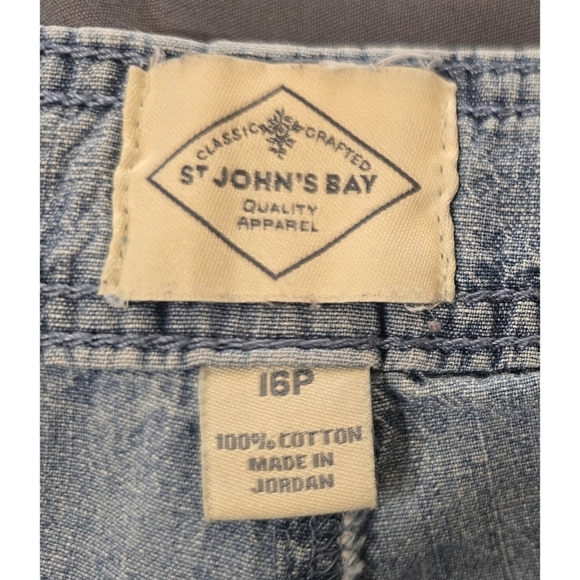 CLASSIC CRAFTED
ST JOHN'S BAY
QUALITY
APPAREL
16P
100% COTTON
MADE IN
JORDAN